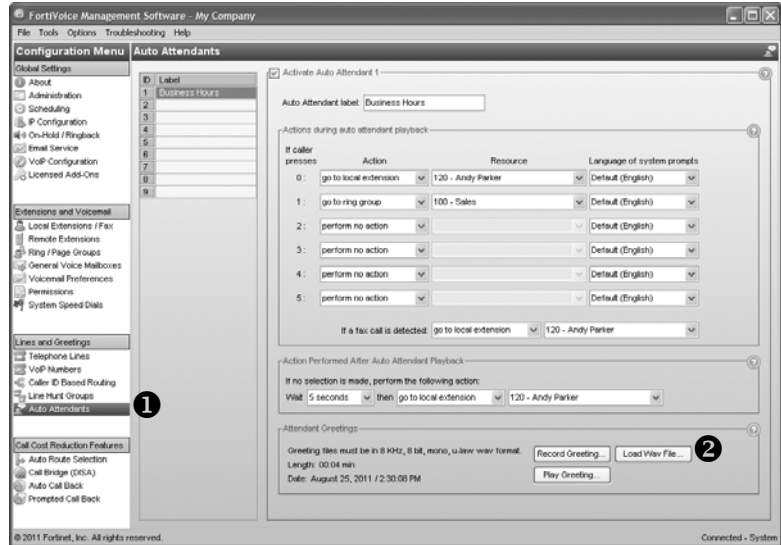 FortiVoice Management Software - My Company
File Tools Options Troubleshooting Help
Configuration Menu
Auto Attendants
Global Settings
About
Administration
Scheduling
IP Configuration
On-Hold / Ringback
Email Service
VoIP Configuration
Licensed Add-Ons
Extensions and Voicemail
Local Extensions / Fax
Remote Extensions
Ring / Page Groups
General Voice Mailboxes
Voicemail Preferences
Permissions
System Speed Dials
Lines and Greetings
Telephone Lines
VoIP Numbers
Caller ID Based Routing
Line Hunt Groups
Auto Attendants
❶
Call Cost Reduction Features
Auto Route Selection
Call Bridge (DISA)
Auto Call Back
Prompted Call Back
ID Label
1 Business Hours
2
3
4
5
6
7
8
9
Activate Auto Attendant 1
Auto Attendant label: Business Hours
Actions during auto attendant playback
If caller
presses Action Resource Language of system prompts
0: go to local extension 120 - Andy Parker Default (English)
1: go to ring group 100 - Sales Default (English)
2: perform no action Default (English)
3: perform no action Default (English)
4: perform no action Default (English)
5: perform no action Default (English)
If a fax call is detected: go to local extension 120 - Andy Parker
Action Performed After Auto Attendant Playback
If no selection is made, perform the following action:
Wait 5 seconds then go to local extension 120 - Andy Parker
Attendant Greetings
Greeting files must be in 8 KHz, 8 bit, mono, u-law wav format.
Length: 00:04 min
Date: August 25, 2011 / 2:30:08 PM
Record Greeting... Load Wav File... ❷
Play Greeting...
© 2011 Fortinet, Inc. All rights reserved.
Connected - System